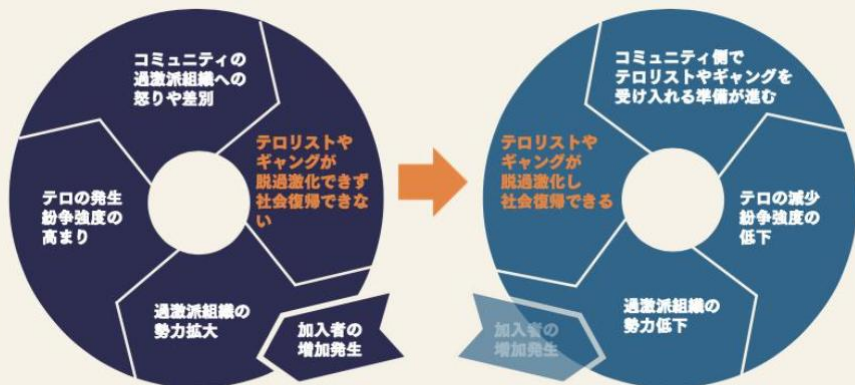 コミュニティの
過激派組織への
怒りや差別
テロリストや
ギャングが
脱過激化できず
社会復帰できな
い
過激派組織の
勢力拡大
加入者の
増加発生
テロの発生
紛争強度の
高まり
コミュニティ側で
テロリストやギャングを
受け入れる準備が進む
テロリストや
ギャングが
脱過激化し
社会復帰できる
テロの減少
紛争強度の
低下
過激派組織の
勢力低下
加入者の
増加発生